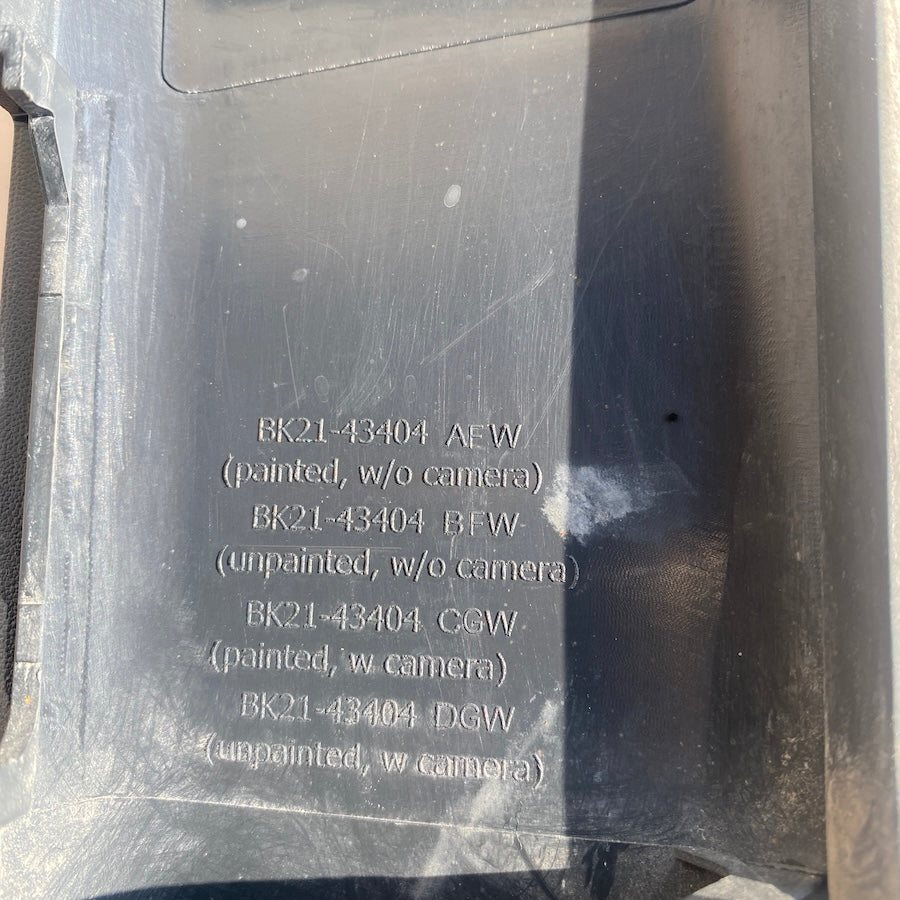 BK21-43404 AFW
(painted, w/o camera)
BK21-43404 BFW
(unpainted, w/o camera)
BK21-43404 CGW
(painted, w camera)
BK21-43404 DGW
(unpainted, w camera)